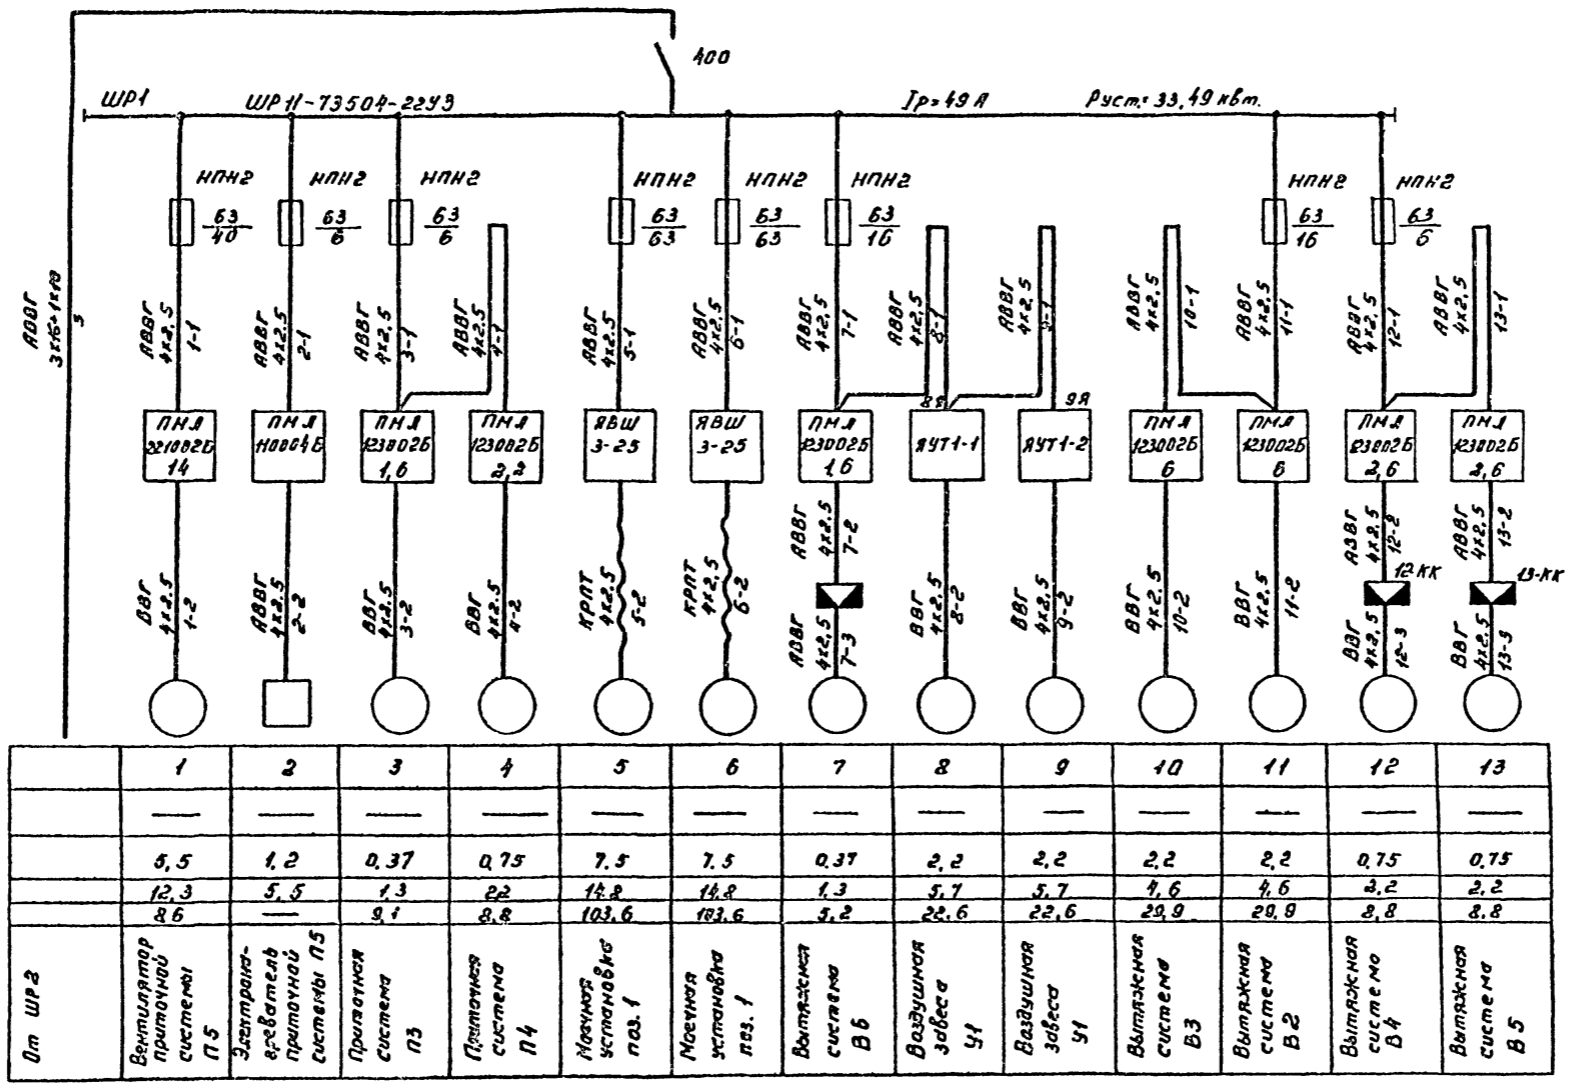 400
ШР1 ШР11-73504-22У3 Iр=49А Руст.=33,49 квт.
НПН2 НПН2 НПН2 НПН2 НПН2 НПН2 НПН2 НПН2
63/40 63/6 63/6 63/63 63/63 63/16 63/16 63/6
АВВГ
3х16+1х10
АВВГ 4х2,5 1-1
АВВГ 4х2,5 2-1
АВВГ 4х2,5 3-1
АВВГ 4х2,5 4-1
АВВГ 4х2,5 5-1
АВВГ 4х2,5 6-1
АВВГ 4х2,5 7-1
АВВГ 4х2,5 8-1
АВВГ 4х2,5 9-1
АВВГ 4х2,5 10-1
АВВГ 4х2,5 11-1
АВВГ 4х2,5 12-1
АВВГ 4х2,5 13-1
8Я 9Я
ПМЛ 221002Б 14
ПМЛ 110004Б
ПМЛ 123002Б 1,6
ПМЛ 123002Б 2,2
ЯВШ 3-25
ЯВШ 3-25
ПМЛ 123002Б 1,6
ЯУТ1-1
ЯУТ1-2
ПМЛ 123002Б 6
ПМЛ 123002Б 6
ПМЛ 123002Б 2,6
ПМЛ 123002Б 2,6
ВВГ 4х2.5 1-2
АВВГ 4х2.5 2-2
ВВГ 4х2.5 3-2
ВВГ 4х2.5 4-2
КРПТ 4х2.5 5-2
КРПТ 4х2,5 6-2
АВВГ 4х2.5 7-2
АВВГ 4х2,5 7-3
ВВГ 4х2.5 8-2
ВВГ 4х2.5 9-2
ВВГ 4х2.5 10-2
ВВГ 4х2.5 11-2
АВВГ 4х2.5 12-2
12-КК
ВВГ 4х2,5 12-3
АВВГ 4х2.5 13-2
13-КК
ВВГ 4х2.5 13-3
1 2 3 4 5 6 7 8 9 10 11 12 13
5,5 1,2 0,37 0,75 7.5 7.5 0.37 2,2 2,2 2,2 2,2 0,75 0,75
12,3 5,5 1,3 22 14.8 14,8 1.3 5,7 5,7 4,6 4,6 2,2 2,2
86 — 9,1 8,8 103,6 103,6 5,2 22,6 22,6 29,9 29,9 8,8 8,8
От ШР2
Вентилятор приточной системы П5
Электрона-греватель приточной системы П5
Приточная система П3
Приточная система П4
Моечная установка поз. 1
Моечная установка поз. 1
Вытяжная система В6
Воздушная завеса У1
Воздушная завеса У1
Вытяжная система В3
Вытяжная система В2
Вытяжная система В4
Вытяжная система В5